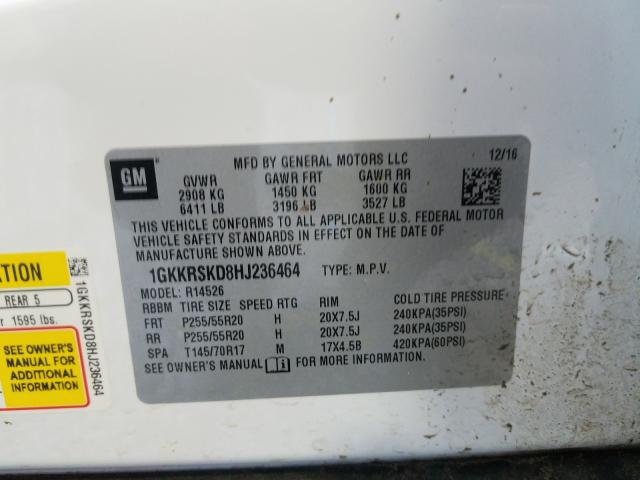 MFD BY GENERAL MOTORS LLC 12/16
GM
GVWR GAWR FRT GAWR RR
2908 KG 1450 KG 1600 KG
6411 LB 3196 LB 3527 LB
THIS VEHICLE CONFORMS TO ALL APPLICABLE U.S. FEDERAL MOTOR
VEHICLE SAFETY STANDARDS IN EFFECT ON THE DATE OF
MANUFACTURE SHOWN ABOVE.
1GKKRSKD8HJ236464 TYPE: M.P.V.
MODEL: R14526
RBBM TIRE SIZE SPEED RTG RIM COLD TIRE PRESSURE
FRT P255/55R20 H 20X7.5J 240KPA(35PSI)
RR P255/55R20 H 20X7.5J 240KPA(35PSI)
SPA T145/70R17 M 17X4.5B 420KPA(60PSI)
SEE OWNER'S MANUAL FOR MORE INFORMATION
REAR 5
1595 lbs.
SEE OWNER'S
MANUAL FOR
ADDITIONAL
INFORMATION
1GKKRSKD8HJ236464